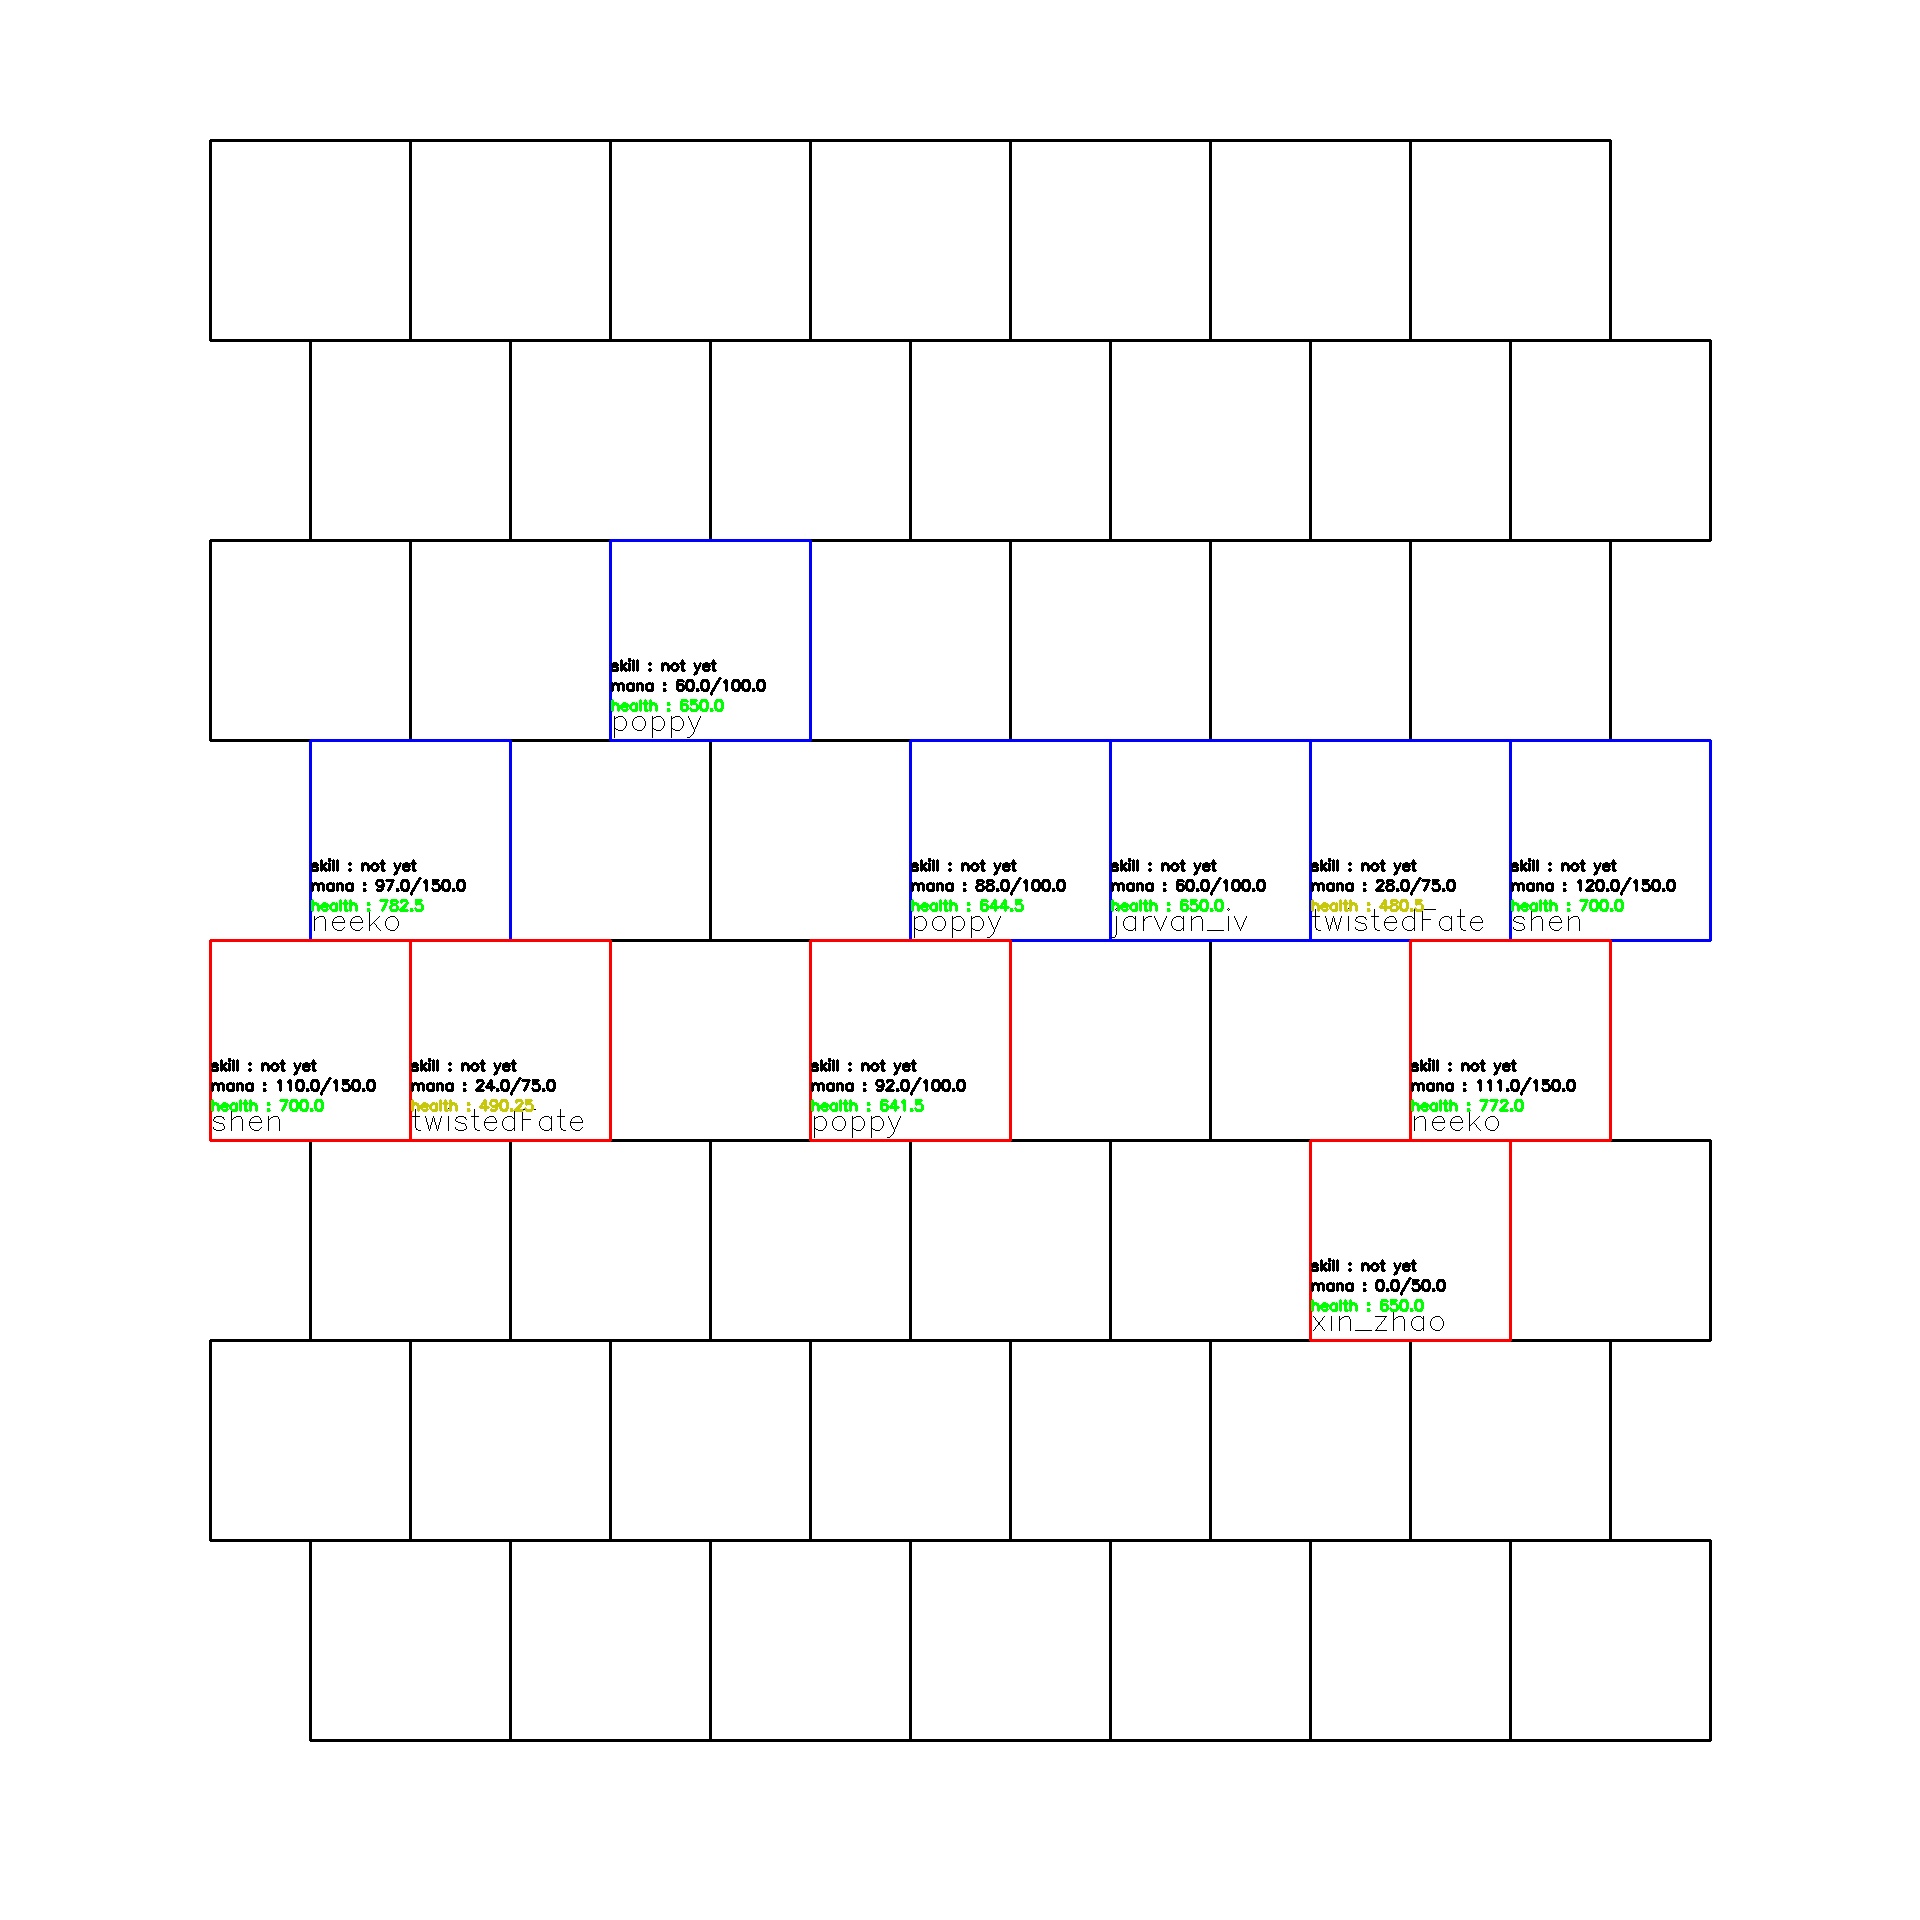 skill : not yet
mana : 60.0/100.0
health : 650.0
poppy
skill : not yet
mana : 97.0/150.0
health : 782.5
neeko
skill : not yet
mana : 88.0/100.0
health : 644.5
poppy
skill : not yet
mana : 60.0/100.0
health : 650.0
jarvan_iv
skill : not yet
mana : 28.0/75.0
health : 480.5
twistedFate
skill : not yet
mana : 120.0/150.0
health : 700.0
shen
skill : not yet
mana : 110.0/150.0
health : 700.0
shen
skill : not yet
mana : 24.0/75.0
health : 490.25
twistedFate
skill : not yet
mana : 92.0/100.0
health : 641.5
poppy
skill : not yet
mana : 111.0/150.0
health : 772.0
neeko
skill : not yet
mana : 0.0/50.0
health : 650.0
xin_zhao